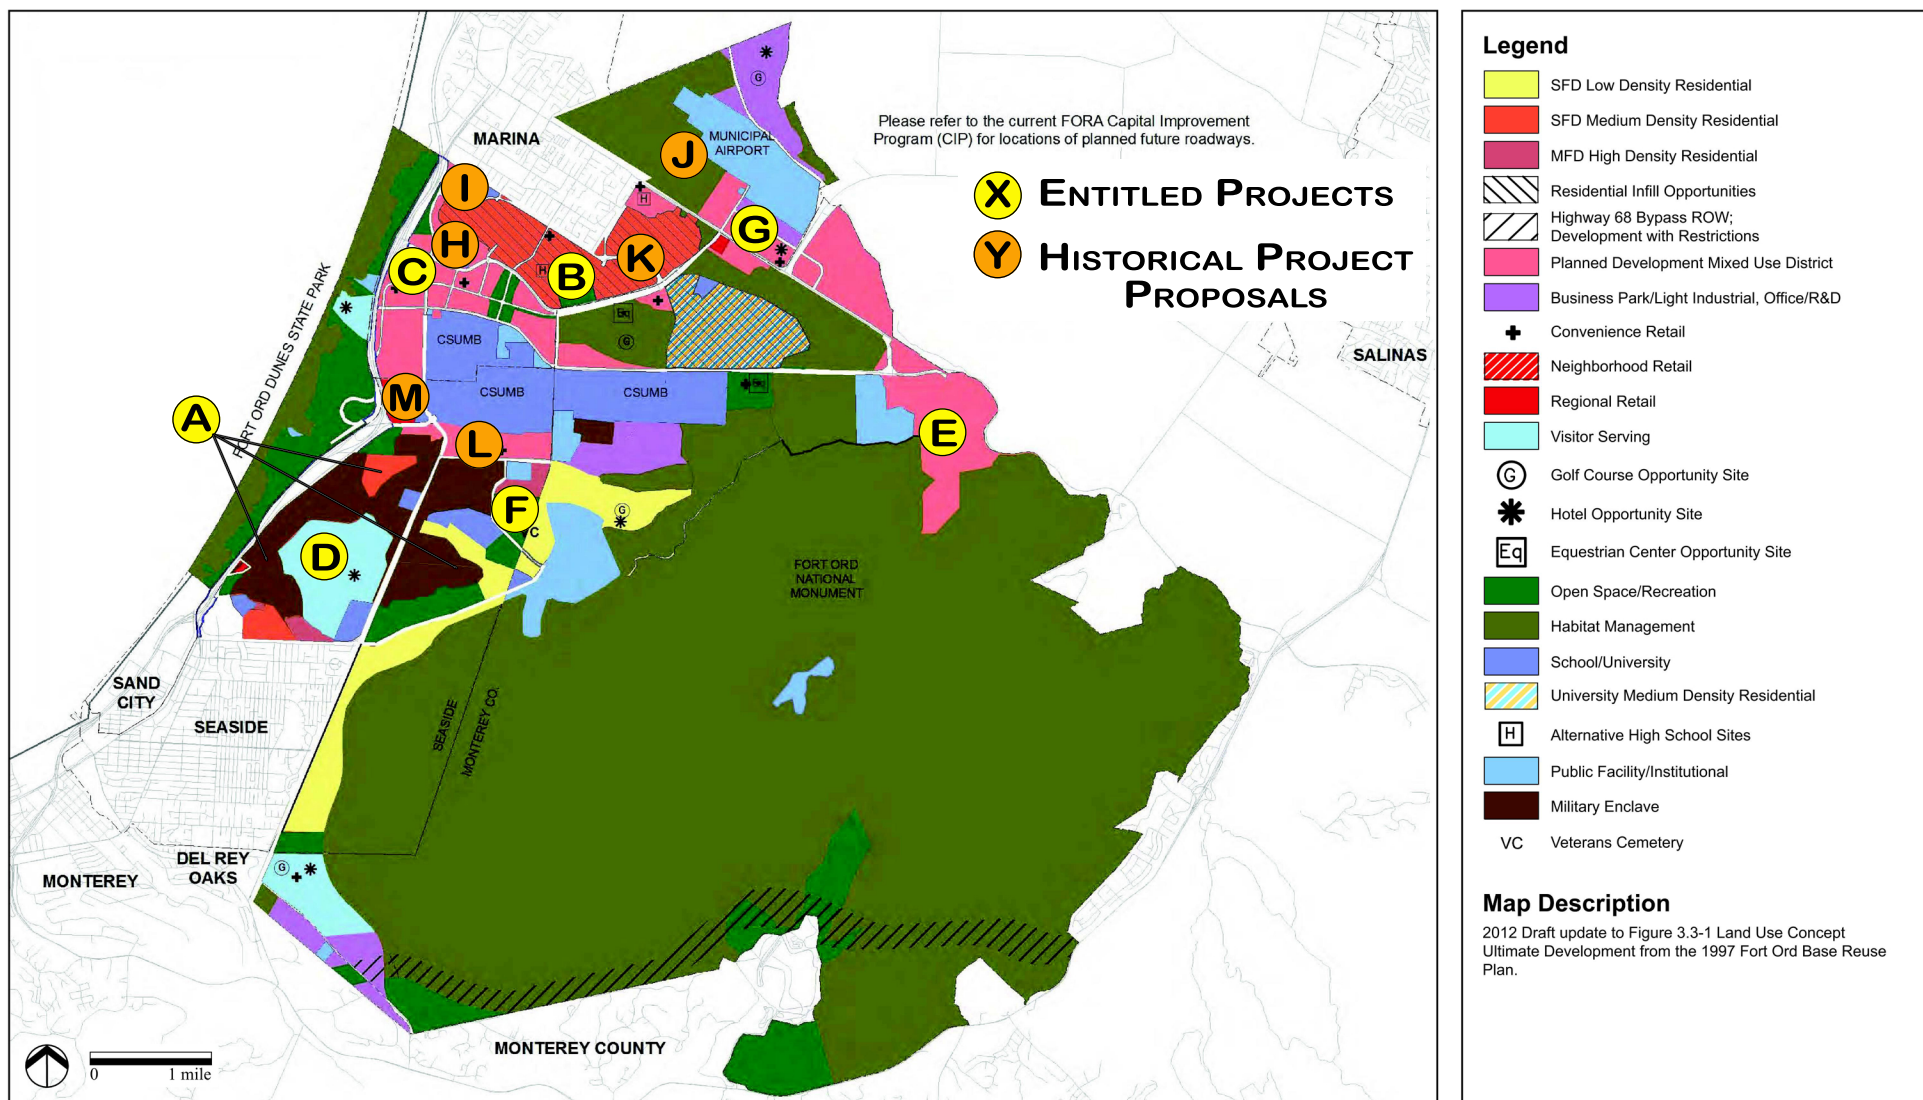 MARINA
Please refer to the current FORA Capital Improvement
Program (CIP) for locations of planned future roadways.
X ENTITLED PROJECTS
Y HISTORICAL PROJECT
PROPOSALS
G
MUNICIPAL
AIRPORT
J
I
H
G
H
K
C
B
H
Eq
G
FORT ORD DUNES STATE PARK
CSUMB
CSUMB
CSUMB
Eq
SALINAS
M
A
L
E
F
G
C
D
FORT ORD
NATIONAL
MONUMENT
SAND
CITY
SEASIDE
SEASIDE
MONTEREY CO.
DEL REY
OAKS
G
MONTEREY
MONTEREY COUNTY
0 1 mile
Legend
SFD Low Density Residential
SFD Medium Density Residential
MFD High Density Residential
Residential Infill Opportunities
Highway 68 Bypass ROW;
Development with Restrictions
Planned Development Mixed Use District
Business Park/Light Industrial, Office/R&D
Convenience Retail
Neighborhood Retail
Regional Retail
Visitor Serving
G Golf Course Opportunity Site
Hotel Opportunity Site
Eq Equestrian Center Opportunity Site
Open Space/Recreation
Habitat Management
School/University
University Medium Density Residential
H Alternative High School Sites
Public Facility/Institutional
Military Enclave
VC Veterans Cemetery
Map Description
2012 Draft update to Figure 3.3-1 Land Use Concept
Ultimate Development from the 1997 Fort Ord Base Reuse
Plan.